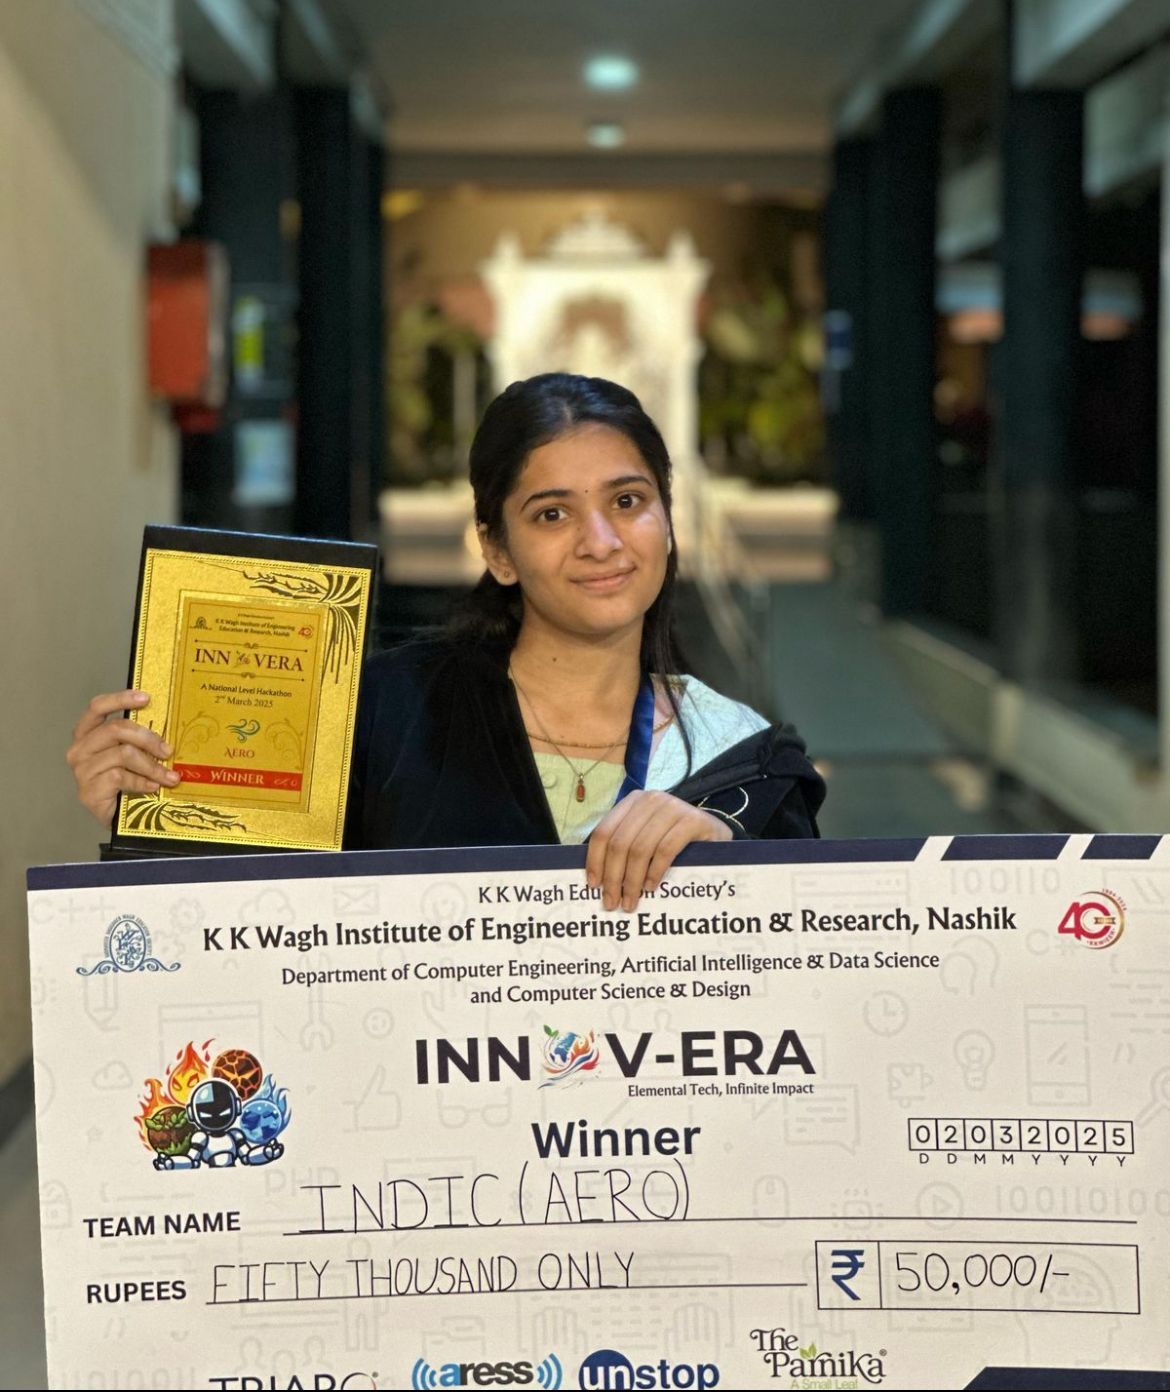 K K Wagh Institute of Engineering
Education & Research, Nashik
40
INN VERA
A National Level Hackathon
2nd March 2025
AERO
WINNER
K K Wagh Society's
K K Wagh Institute of Engineering Education & Research, Nashik
40
Department of Computer Engineering, Artificial Intelligence & Data Science
and Computer Science & Design
INN V-ERA
Elemental Tech, Infinite Impact
Winner
02032025
D D M M Y Y Y Y
TEAM NAME INDIC (AERO)
RUPEES FIFTY THOUSAND ONLY ₹ 50,000/-
aress
unstop
The
Parnika
A Small Leaf